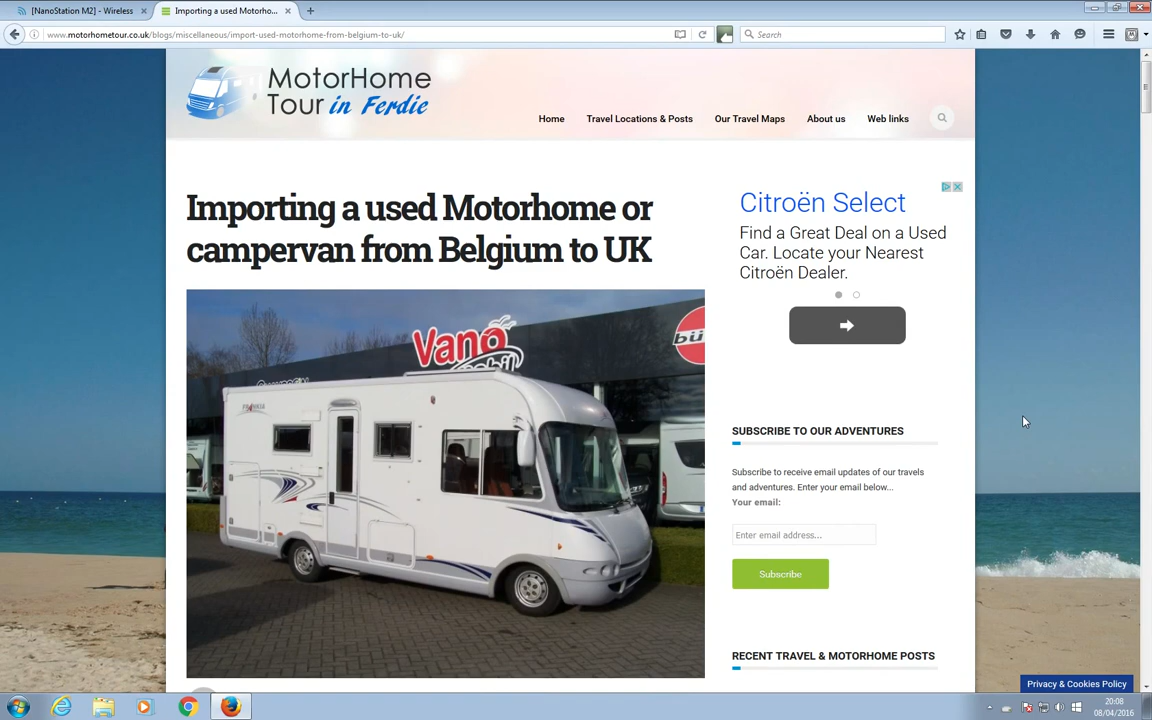 [NanoStation M2] - Wireless
Importing a used Motorho...
www.motorhometour.co.uk/blogs/miscellaneous/import-used-motorhome-from-belgium-to-uk/
Search
MotorHome
Tour in Ferdie
Home
Travel Locations & Posts
Our Travel Maps
About us
Web links
Importing a used Motorhome or
campervan from Belgium to UK
Citroën Select
Find a Great Deal on a Used
Car. Locate your Nearest
Citroën Dealer.
Vano
mobil
bü
FRANKIA
SUBSCRIBE TO OUR ADVENTURES
Subscribe to receive email updates of our travels
and adventures. Enter your email below...
Your email:
Enter email address...
Subscribe
RECENT TRAVEL & MOTORHOME POSTS
Privacy & Cookies Policy
20:08
08/04/2016